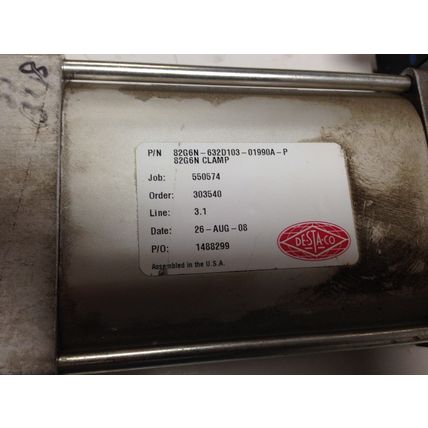 P/N 82G6N-632D103-01990A-P
82G6N CLAMP
Job: 550574
Order: 303540
Line: 3.1
Date: 26-AUG-08
P/O: 1488299
Assembled in the U.S.A.
DESTACO